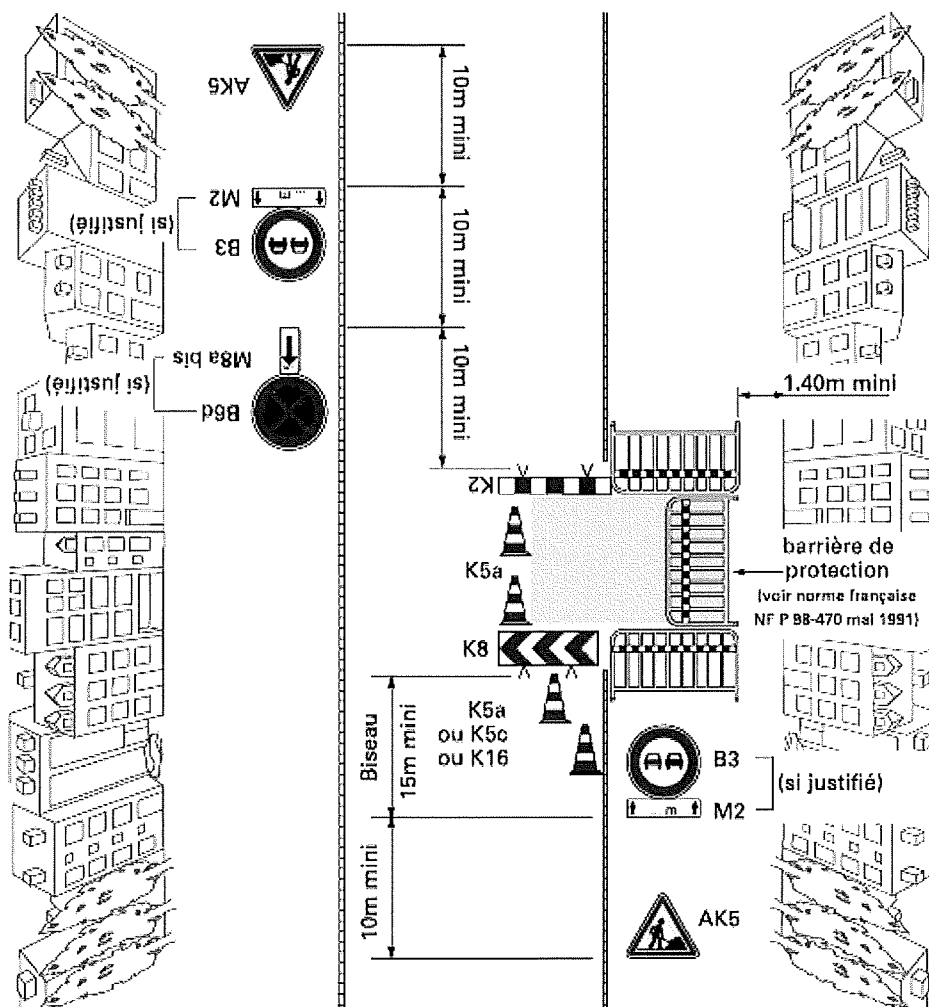 AK5
10m mini
M2
... m ...
(si justifié)
B3
10m mini
M8a bis
(si justifié)
B6d
10m mini
1.40m mini
K2
K5a
barrière de
protection
(voir norme française
NF P 98-470 mai 1991)
K8
K5a
ou K5c
ou K16
Biseau
15m mini
B3
(si justifié)
... m
M2
10m mini
AK5